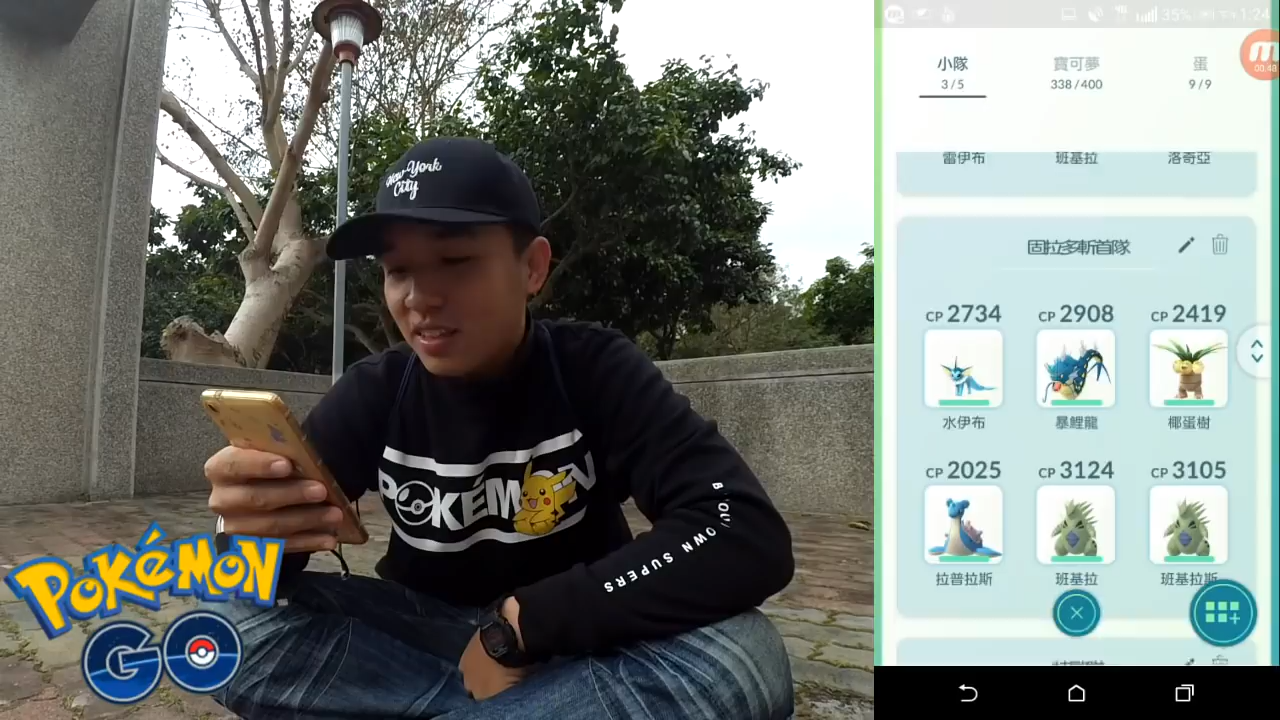 New York
City
POKÉMON
B YOU OWN SUPERS
POKÉMON
GO
35% 1:24
00:48
小隊
3/5
寶可夢
338/400
蛋
9/9
雷伊布 班基拉 洛奇亞
固拉多斬首隊
CP 2734 CP 2908 CP 2419
水伊布 暴鯉龍 椰蛋樹
CP 2025 CP 3124 CP 3105
拉普拉斯 班基拉 班基拉斯